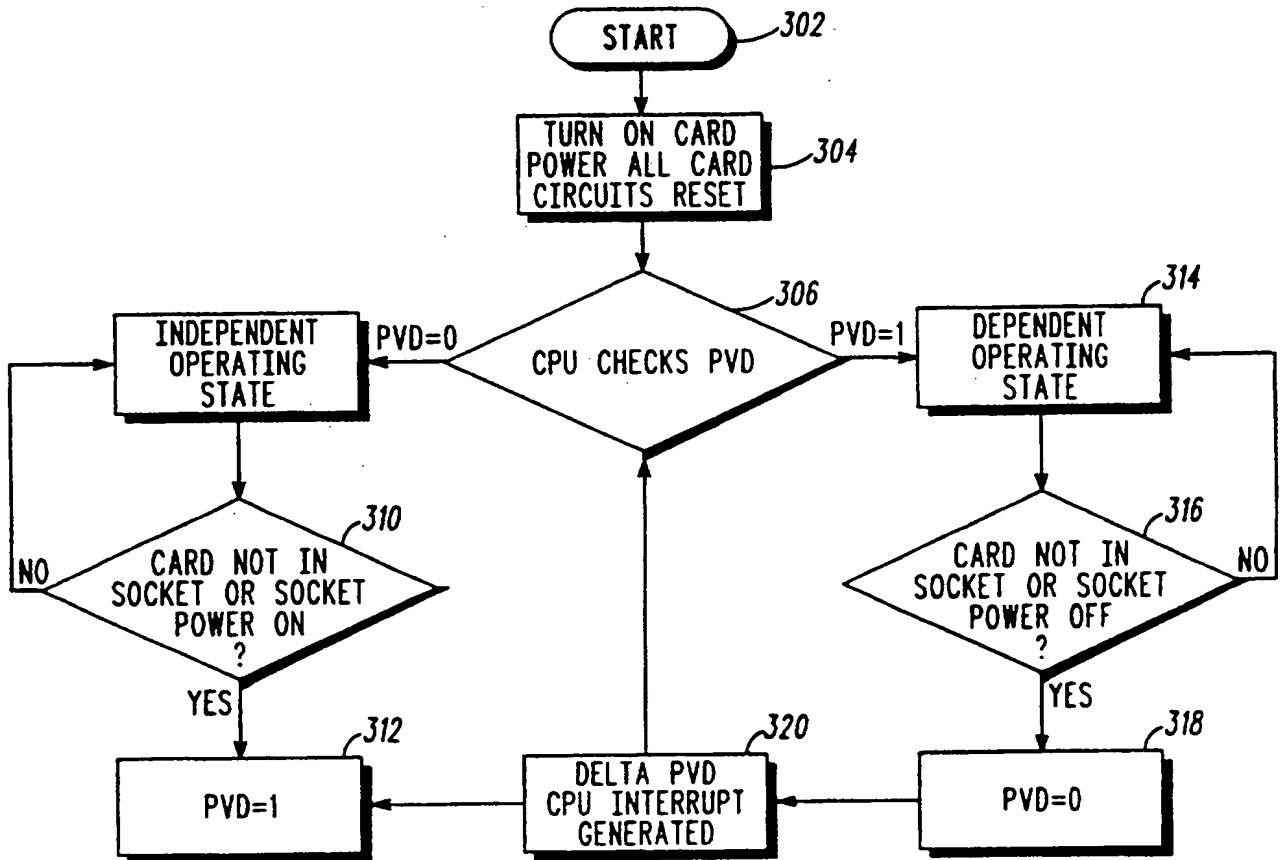 START
302
TURN ON CARD
POWER ALL CARD
CIRCUITS RESET
304
306
CPU CHECKS PVD
PVD=0
PVD=1
INDEPENDENT
OPERATING
STATE
314
DEPENDENT
OPERATING
STATE
310
CARD NOT IN
SOCKET OR SOCKET
POWER ON
?
NO
YES
316
CARD NOT IN
SOCKET OR SOCKET
POWER OFF
?
NO
YES
312
PVD=1
320
DELTA PVD
CPU INTERRUPT
GENERATED
318
PVD=0